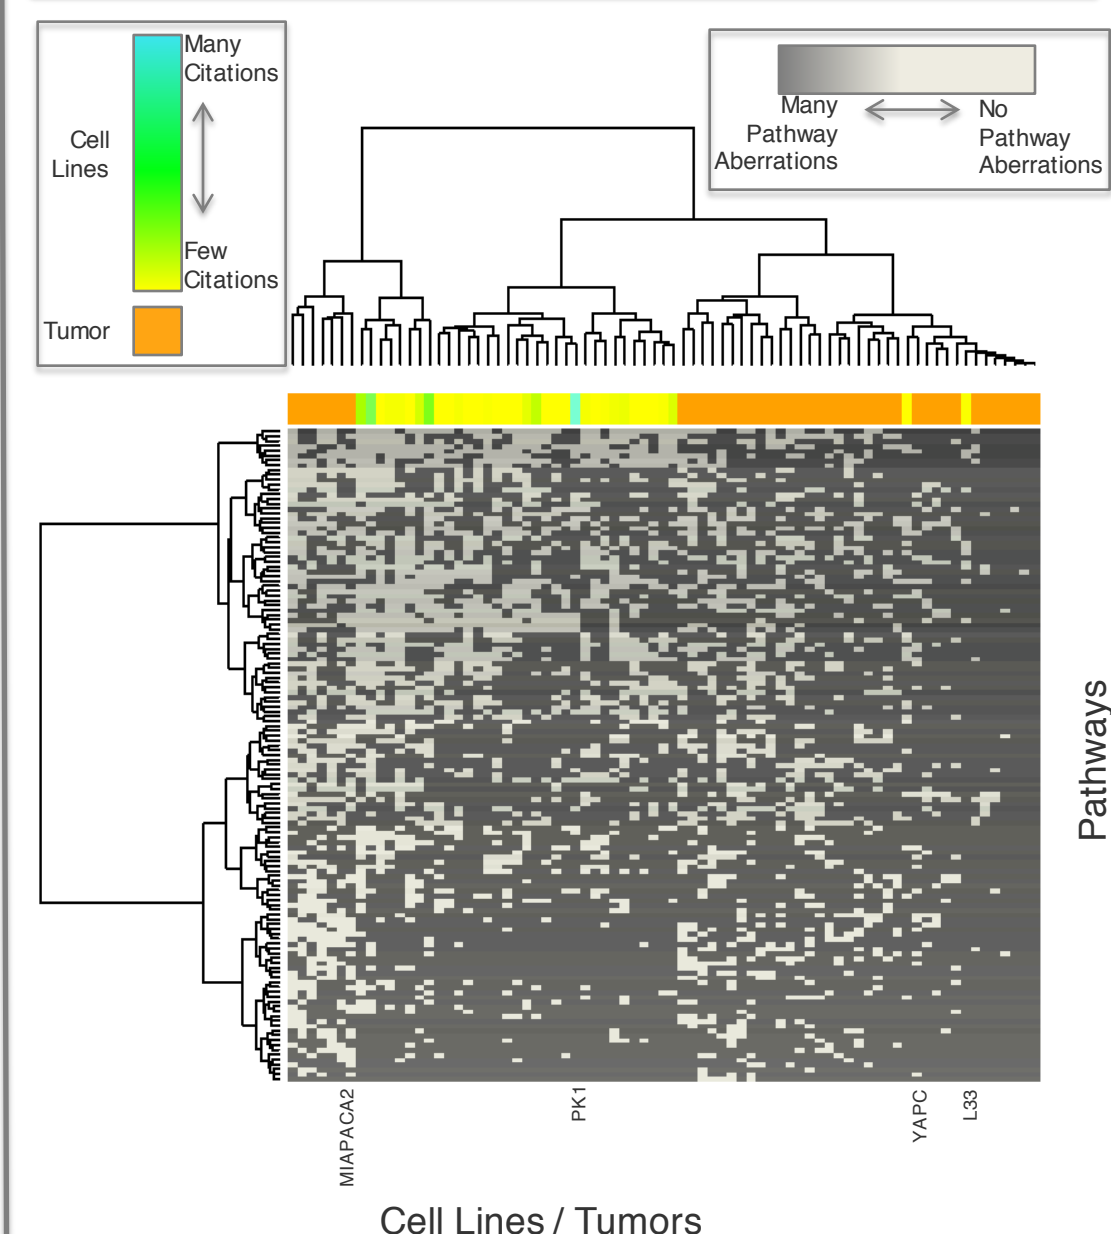 Many
Citations
Cell
Lines
Few
Citations
Tumor
Many
Pathway
Aberrations
No
Pathway
Aberrations
Pathways
MIAPACA2
PK1
YAPC
L33
Cell Lines / Tumors